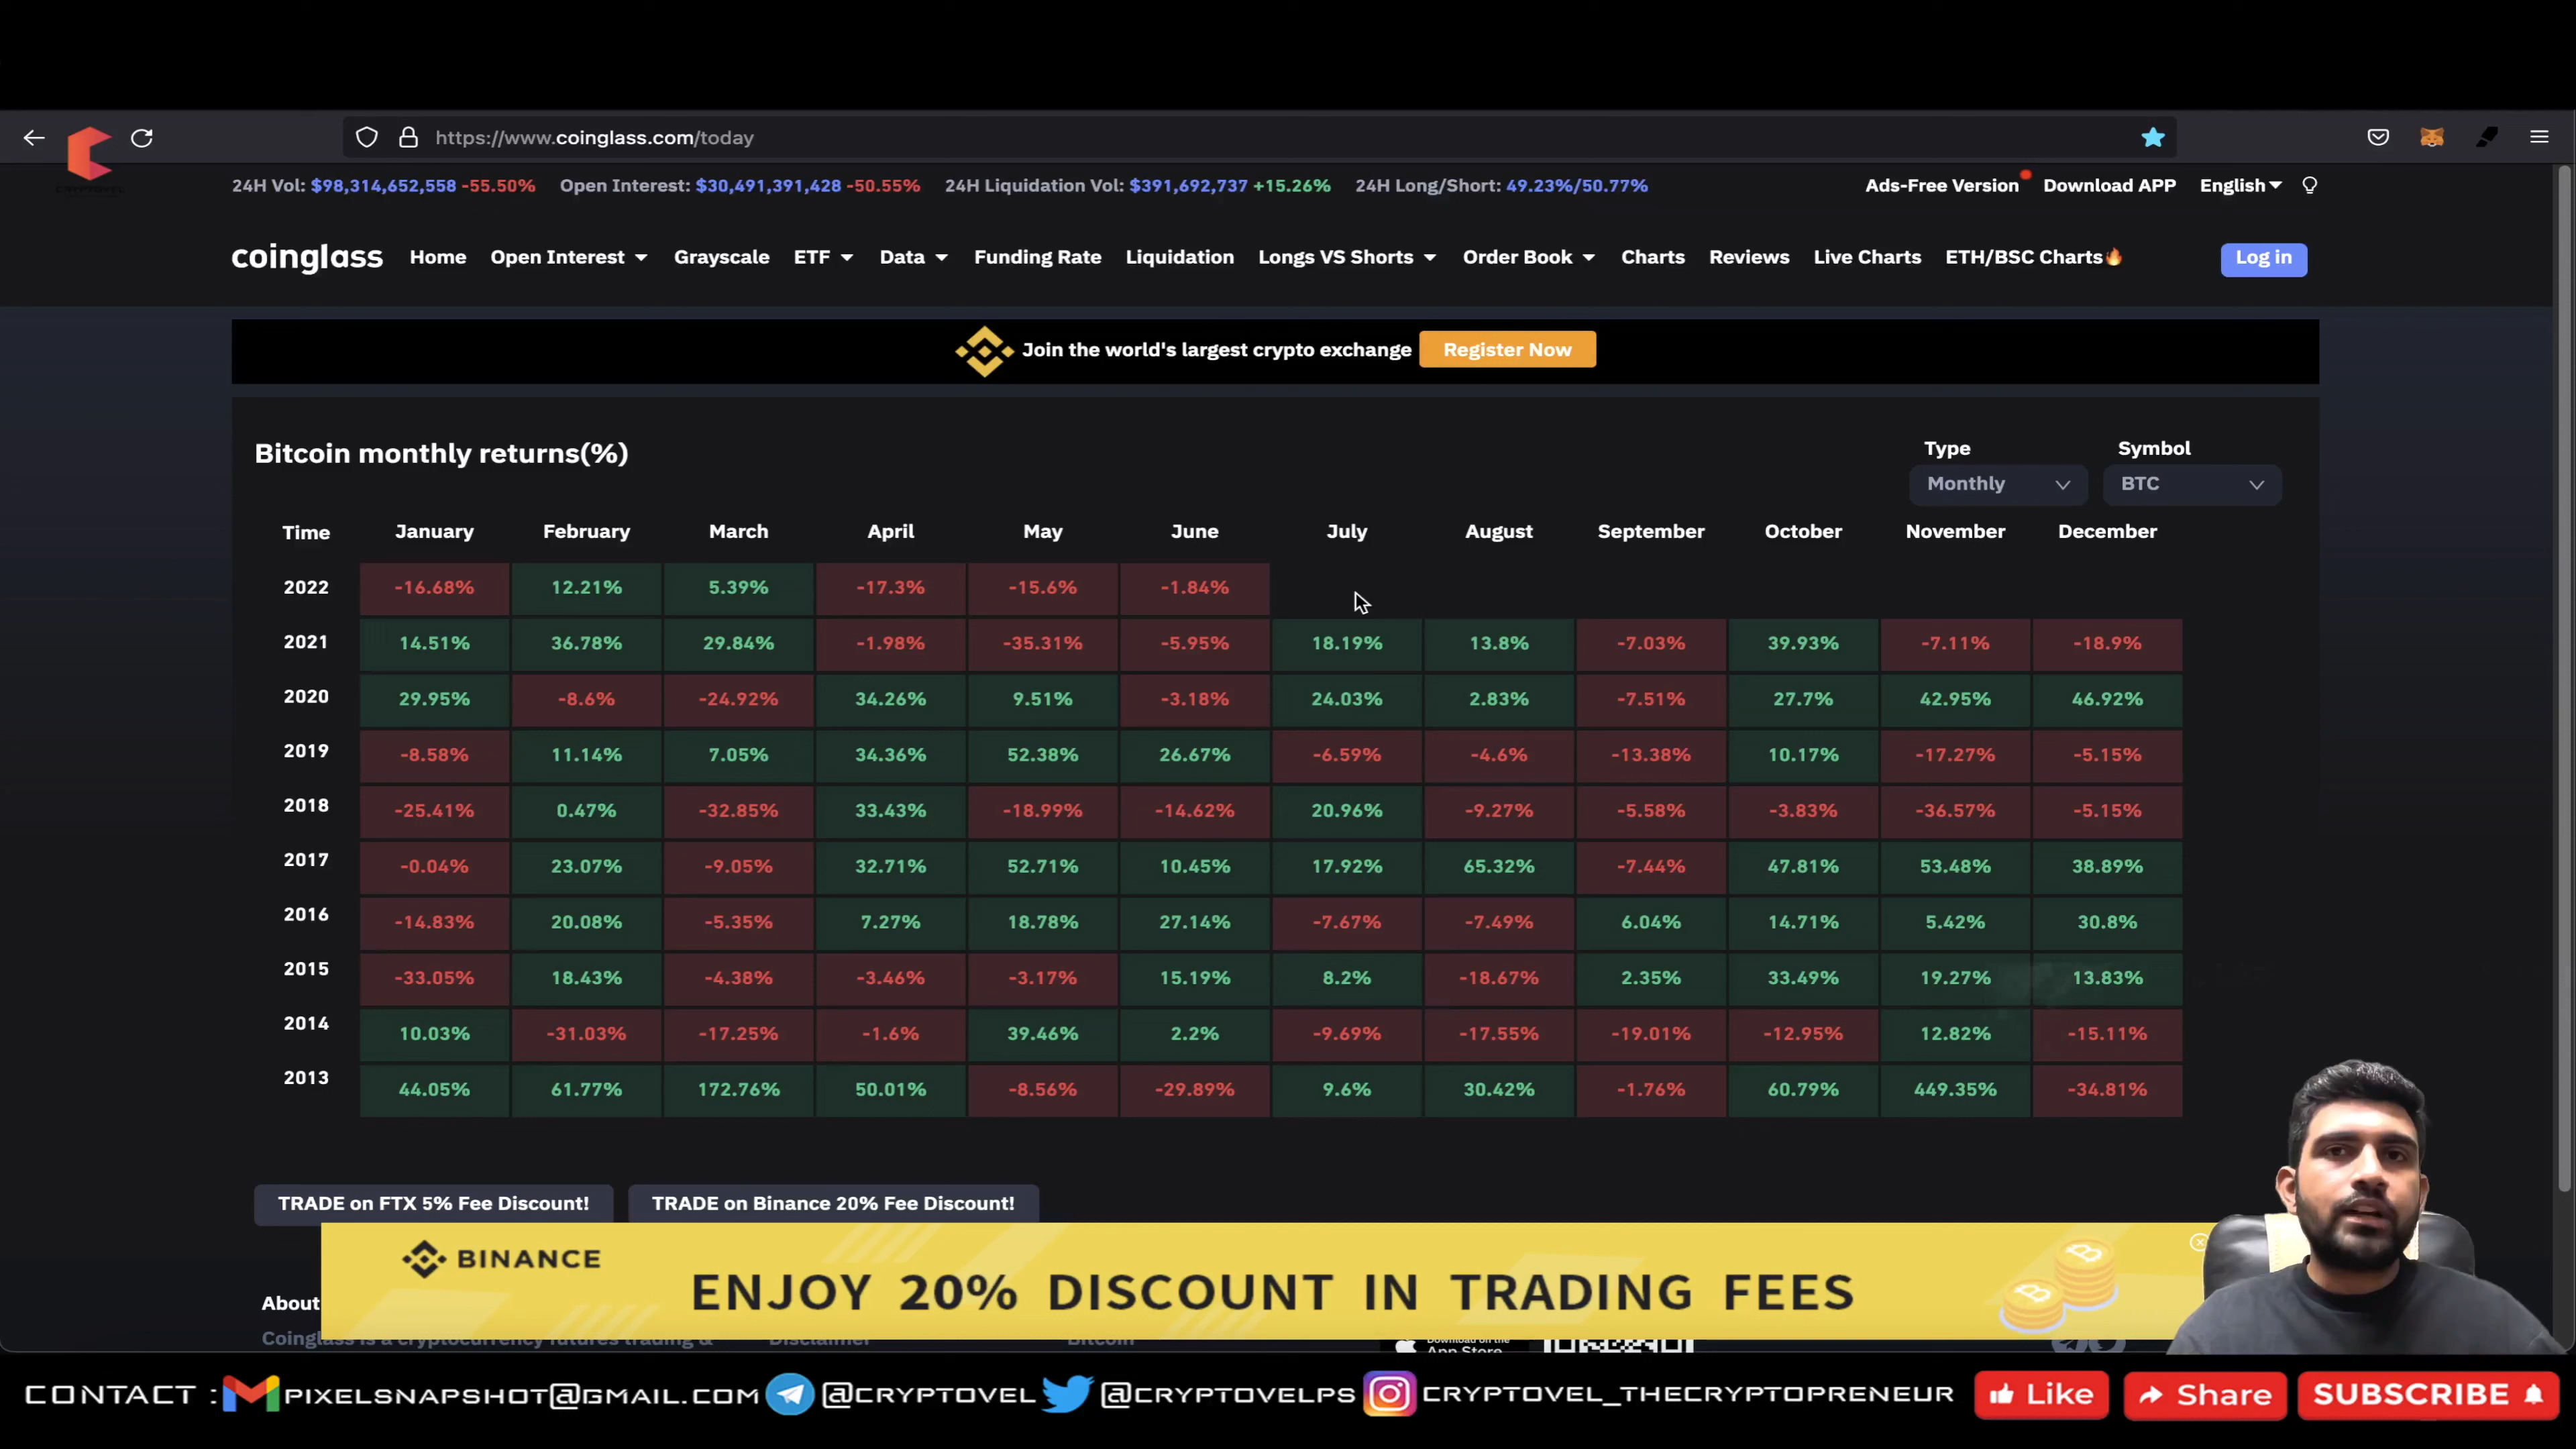 https://www.coinglass.com/today
CRYPTOVEL
24H Vol: $98,314,652,558 -55.50% Open Interest: $30,491,391,428 -50.55% 24H Liquidation Vol: $391,692,737 +15.26% 24H Long/Short: 49.23%/50.77% Ads-Free Version Download APP English
coinglass Home Open Interest Grayscale ETF Data Funding Rate Liquidation Longs VS Shorts Order Book Charts Reviews Live Charts ETH/BSC Charts🔥 Log in
Join the world's largest crypto exchange Register Now
Bitcoin monthly returns(%)
Type Symbol
Monthly BTC
Time January February March April May June July August September October November December
2022 -16.68% 12.21% 5.39% -17.3% -15.6% -1.84%
2021 14.51% 36.78% 29.84% -1.98% -35.31% -5.95% 18.19% 13.8% -7.03% 39.93% -7.11% -18.9%
2020 29.95% -8.6% -24.92% 34.26% 9.51% -3.18% 24.03% 2.83% -7.51% 27.7% 42.95% 46.92%
2019 -8.58% 11.14% 7.05% 34.36% 52.38% 26.67% -6.59% -4.6% -13.38% 10.17% -17.27% -5.15%
2018 -25.41% 0.47% -32.85% 33.43% -18.99% -14.62% 20.96% -9.27% -5.58% -3.83% -36.57% -5.15%
2017 -0.04% 23.07% -9.05% 32.71% 52.71% 10.45% 17.92% 65.32% -7.44% 47.81% 53.48% 38.89%
2016 -14.83% 20.08% -5.35% 7.27% 18.78% 27.14% -7.67% -7.49% 6.04% 14.71% 5.42% 30.8%
2015 -33.05% 18.43% -4.38% -3.46% -3.17% 15.19% 8.2% -18.67% 2.35% 33.49% 19.27% 13.83%
2014 10.03% -31.03% -17.25% -1.6% 39.46% 2.2% -9.69% -17.55% -19.01% -12.95% 12.82% -15.11%
2013 44.05% 61.77% 172.76% 50.01% -8.56% -29.89% 9.6% 30.42% -1.76% 60.79% 449.35% -34.81%
TRADE on FTX 5% Fee Discount! TRADE on Binance 20% Fee Discount!
BINANCE
ENJOY 20% DISCOUNT IN TRADING FEES
About
Coinglass is a cryptocurrency futures trading & Disclaimer Bitcoin
Download on the
App Store
CONTACT : PIXELSNAPSHOT@GMAIL.COM @CRYPTOVEL @CRYPTOVELPS CRYPTOVEL_THECRYPTOPRENEUR Like Share SUBSCRIBE